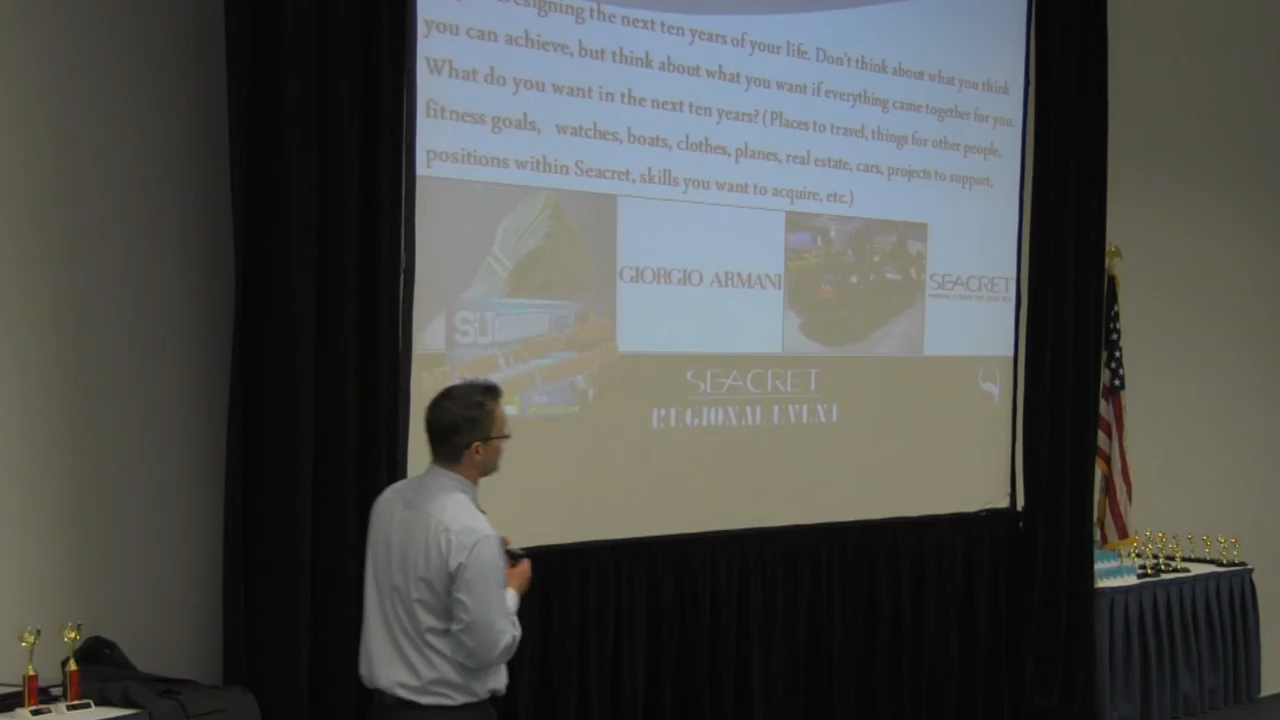 Designing the next ten years of your life. Don't think about what you think
you can achieve, but think about what you want if everything came together for you.
What do you want in the next ten years? (Places to travel, things for other people,
fitness goals, watches, boats, clothes, planes, real estate, cars, projects to support,
positions within Seacret, skills you want to acquire, etc.)
GIORGIO ARMANI
SEACRET
SU
SEACRET
REGIONAL EVENT